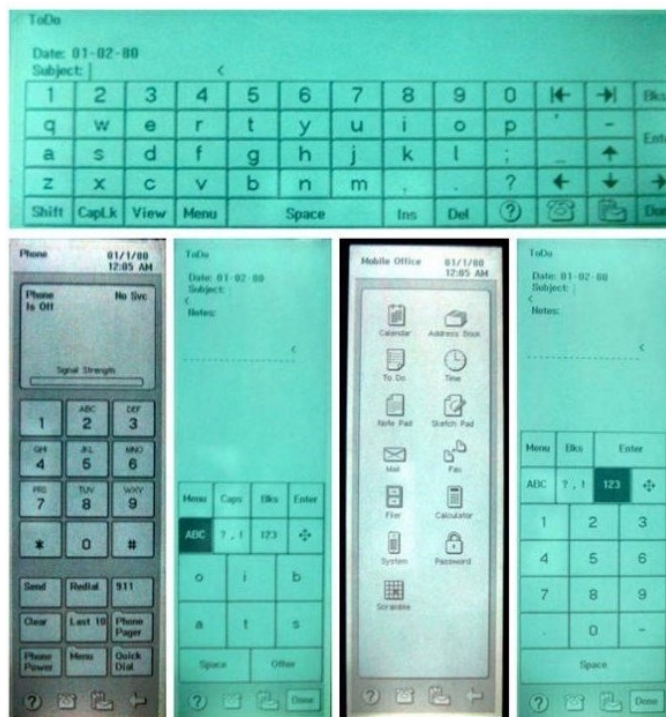 ToDo
Date: 01-02-80
Subject: <
1 2 3 4 5 6 7 8 9 0 |← →| Bks
q w e r t y u i o p ' -
Enter
a s d f g h j k l ; _ ↑
z x c v b n m , . ? ← ↓ →
Shift CapLk View Menu Space Ins Del ? Done
Phone 01/1/80
12:05 AM
Phone No Svc
Is Off
Signal Strength
1 ABC 2 DEF 3
GHI 4 JKL 5 MNO 6
PRS 7 TUV 8 WXY 9
* 0 #
Send Redial 911
Clear Last 10 Phone Pager
Phone Power Menu Quick Dial
?
ToDo
Date: 01-02-80
Subject:
<
Notes:
<
Menu Caps Bks Enter
ABC ? , ! 123
o i b
a t s
Space Other
? Done
Mobile Office 01/1/80
12:05 AM
Calendar Address Book
To Do Time
Note Pad Sketch Pad
Mail Fax
Filer Calculator
System Password
Scramble
?
ToDo
Date: 01-02-80
Subject:
<
Notes:
<
Menu Bks Enter
ABC ? , ! 123
1 2 3
4 5 6
7 8 9
. 0 -
Space
? Done